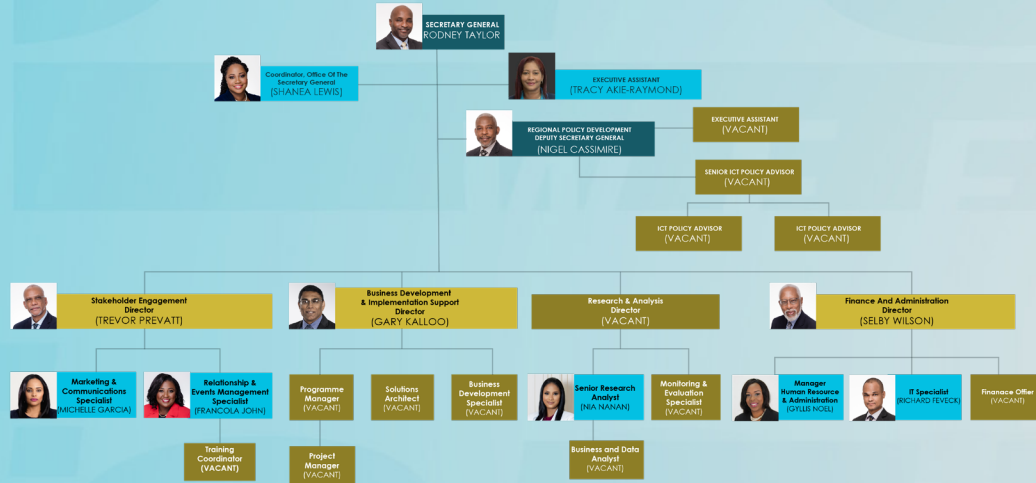 SECRETARY GENERAL
RODNEY TAYLOR
Coordinator, Office Of The
Secretary General
(SHANEA LEWIS)
EXECUTIVE ASSISTANT
(TRACY AKIE-RAYMOND)
REGIONAL POLICY DEVELOPMENT
DEPUTY SECRETARY GENERAL
(NIGEL CASSIMIRE)
EXECUTIVE ASSISTANT
(VACANT)
SENIOR ICT POLICY ADVISOR
(VACANT)
ICT POLICY ADVISOR
(VACANT)
ICT POLICY ADVISOR
(VACANT)
Stakeholder Engagement
Director
(TREVOR PREVATT)
Business Development
& Implementation Support
Director
(GARY KALLOO)
Research & Analysis
Director
(VACANT)
Finance And Administration
Director
(SELBY WILSON)
Marketing &
Communications
Specialist
(MICHELLE GARCIA)
Relationship &
Events Management
Specialist
(FRANCOLA JOHN)
Programme
Manager
(VACANT)
Solutions
Architect
(VACANT)
Business
Development
Specialist
(VACANT)
Senior Research
Analyst
(NIA NANAN)
Monitoring &
Evaluation
Specialist
(VACANT)
Manager
Human Resource
& Administration
(GYLLIS NOEL)
IT Specialist
(RICHARD FEVECK)
Finanace Offier
(VACANT)
Training
Coordinator
(VACANT)
Project
Manager
(VACANT)
Business and Data
Analyst
(VACANT)